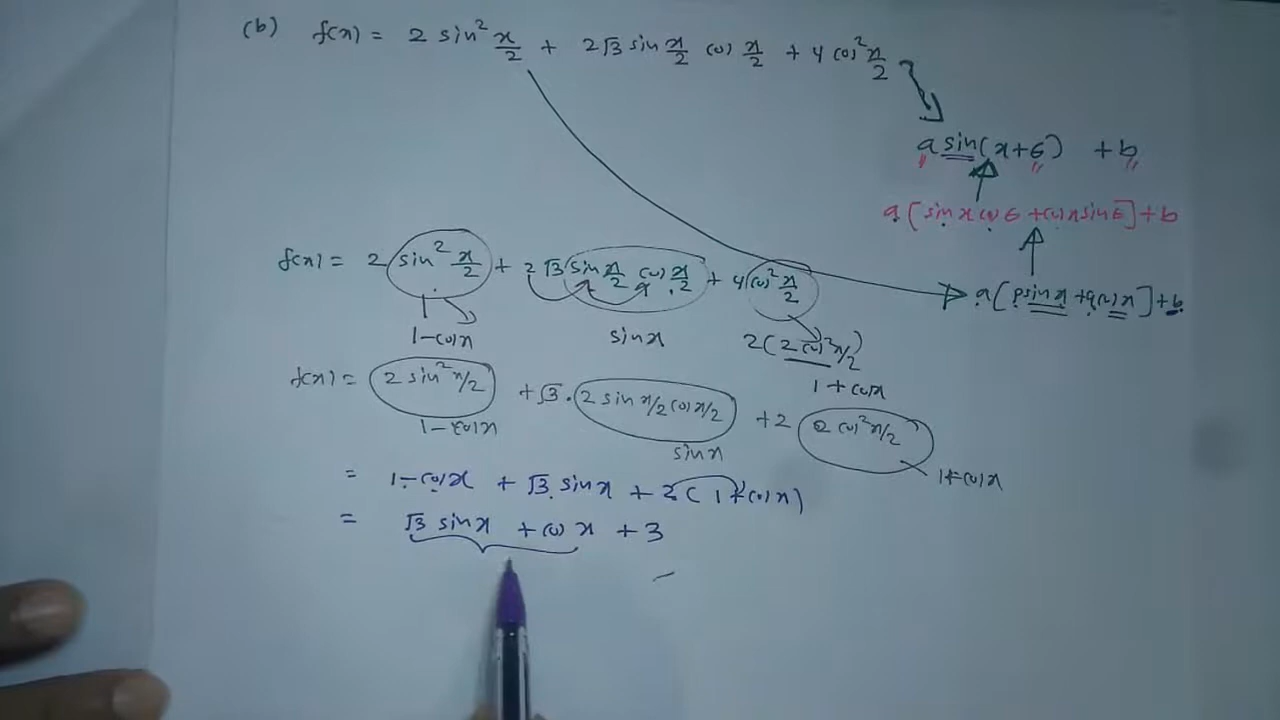 (b) f(x) = 2 sin² x/2 + 2√3 sin x/2 cos x/2 + 4 cos² x/2
a sin(x+ϵ) + b
a[sin x cos ϵ + cos x sin ϵ] + b
f(x) = 2 sin² x/2 + 2√3 sin x/2 cos x/2 + 4 cos² x/2
a[p sin x + q cos x] + b
1 - cos x
sin x
2(2 cos² x/2)
1 + cos x
f(x) = 2 sin² x/2 + √3 · 2 sin x/2 cos x/2 + 2 2 cos² x/2
1 - cos x
sin x
1 + cos x
= 1 - cos x + √3 sin x + 2(1 + cos x)
= √3 sin x + cos x + 3